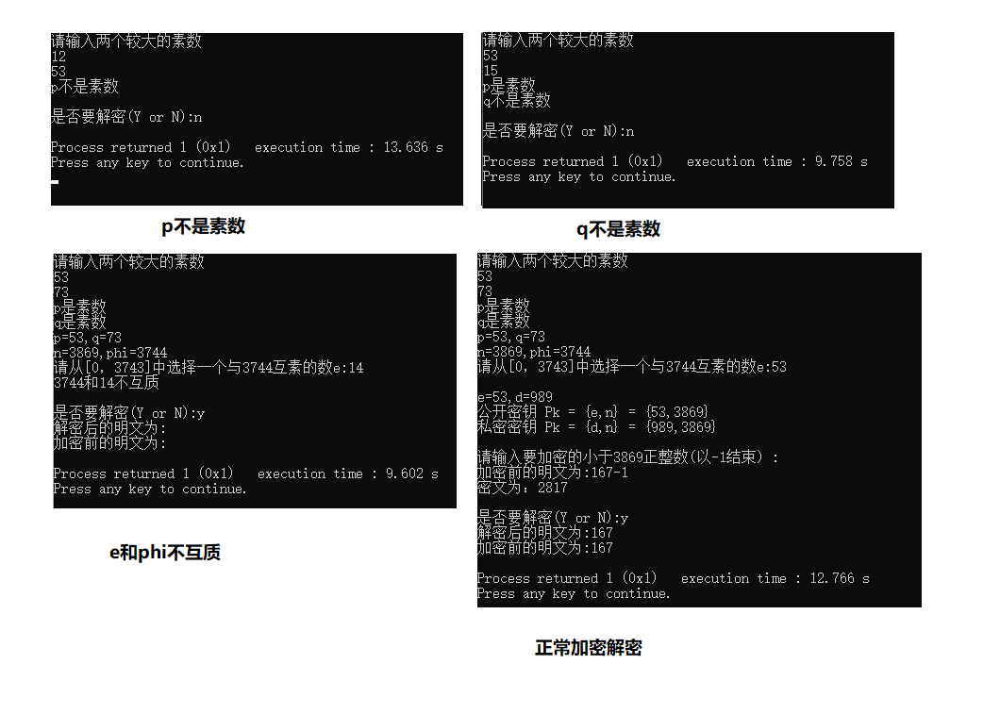 请输入两个较大的素数
12
53
p不是素数
是否要解密(Y or N):n
Process returned 1 (0x1)   execution time : 13.636 s
Press any key to continue.
p不是素数
请输入两个较大的素数
53
15
p是素数
q不是素数
是否要解密(Y or N):n
Process returned 1 (0x1)   execution time : 9.758 s
Press any key to continue.
q不是素数
请输入两个较大的素数
53
73
p是素数
q是素数
p=53,q=73
n=3869,phi=3744
请从[0, 3743]中选择一个与3744互素的数e:14
3744和14不互质
是否要解密(Y or N):y
解密后的明文为:
加密前的明文为:
Process returned 1 (0x1)   execution time : 9.602 s
Press any key to continue.
e和phi不互质
请输入两个较大的素数
53
73
p是素数
q是素数
p=53,q=73
n=3869,phi=3744
请从[0, 3743]中选择一个与3744互素的数e:53
e=53,d=989
公开密钥 Pk = {e,n} = {53,3869}
私密密钥 Pk = {d,n} = {989,3869}
请输入要加密的小于3869正整数(以-1结束) :
加密前的明文为:167-1
密文为: 2817
是否要解密(Y or N):y
解密后的明文为:167
加密前的明文为:167
Process returned 1 (0x1)   execution time : 12.766 s
Press any key to continue.
正常加密解密